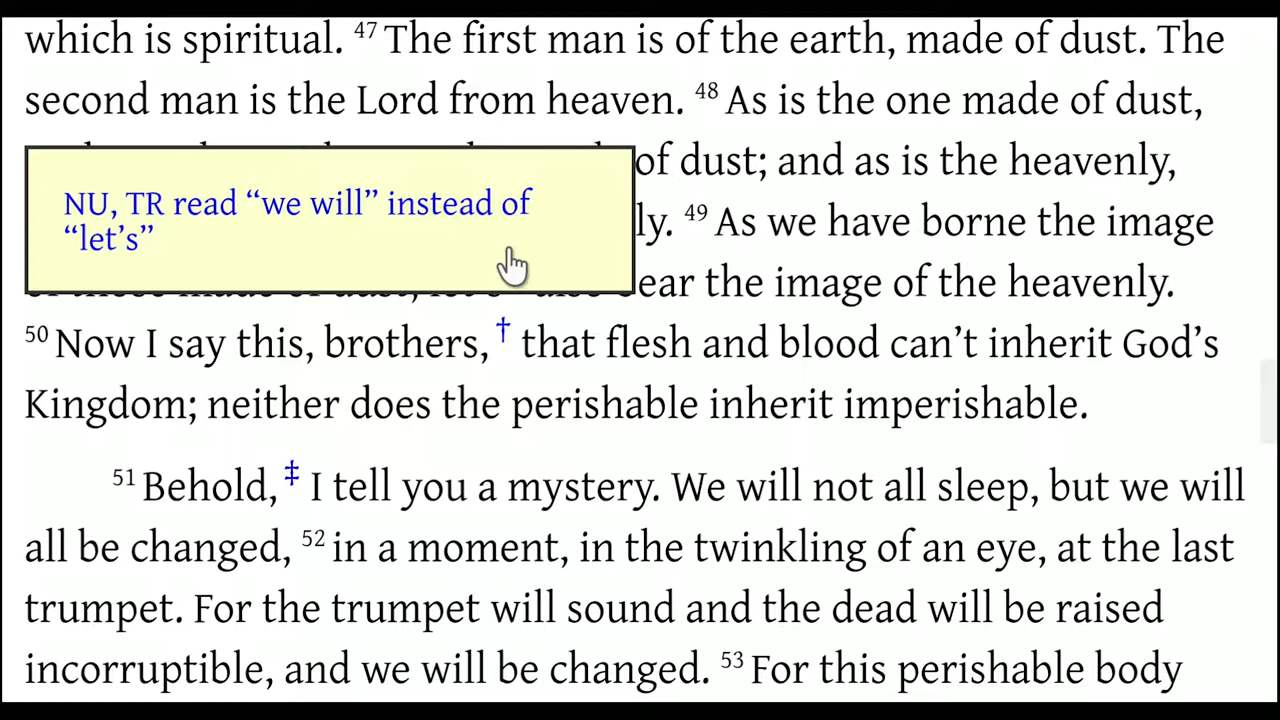 which is spiritual. 47 The first man is of the earth, made of dust. The
second man is the Lord from heaven. 48 As is the one made of dust,
of dust; and as is the heavenly,
NU, TR read “we will” instead of
“let’s”
ly. 49 As we have borne the image
ear the image of the heavenly.
50 Now I say this, brothers, † that flesh and blood can’t inherit God’s
Kingdom; neither does the perishable inherit imperishable.
51 Behold, ‡ I tell you a mystery. We will not all sleep, but we will
all be changed, 52 in a moment, in the twinkling of an eye, at the last
trumpet. For the trumpet will sound and the dead will be raised
incorruptible, and we will be changed. 53 For this perishable body